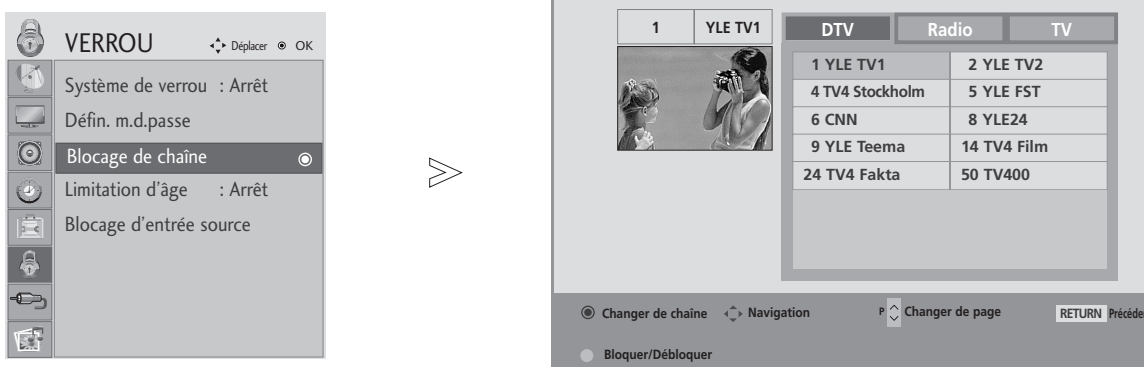 VERROU Déplacer OK
Système de verrou : Arrêt
Défin. m.d.passe
Blocage de chaîne
Limitation d'âge : Arrêt
Blocage d'entrée source
1 YLE TV1
DTV Radio TV
1 YLE TV1 2 YLE TV2
4 TV4 Stockholm 5 YLE FST
6 CNN 8 YLE24
9 YLE Teema 14 TV4 Film
24 TV4 Fakta 50 TV400
Changer de chaîne Navigation P Changer de page RETURN Précéder
Bloquer/Débloquer